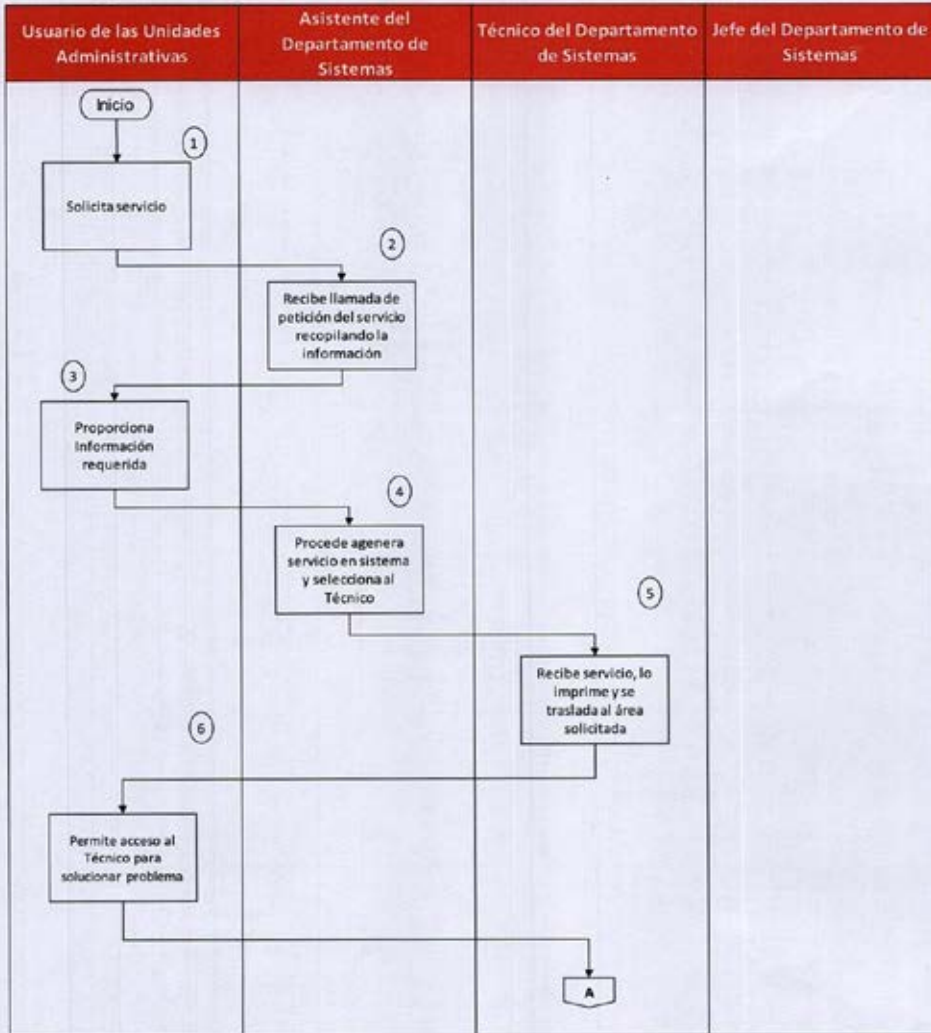 Usuario de las Unidades
Administrativas
Asistente del
Departamento de
Sistemas
Técnico del Departamento
de Sistemas
Jefe del Departamento de
Sistemas
Inicio
1
Solicita servicio
2
Recibe llamada de
petición del servicio
recopilando la
información
3
Proporciona
Información
requerida
4
Procede agenera
servicio en sistema
y selecciona al
Técnico
5
Recibe servicio, lo
imprime y se
traslada al área
solicitada
6
Permite acceso al
Técnico para
solucionar problema
A